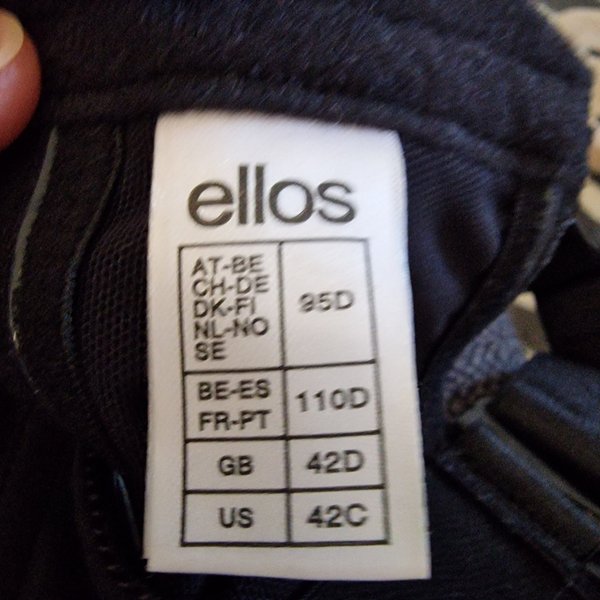 ellos
AT-BE
CH-DE
DK-FI
NL-NO
SE
95D
BE-ES
FR-PT
110D
GB
42D
US
42C